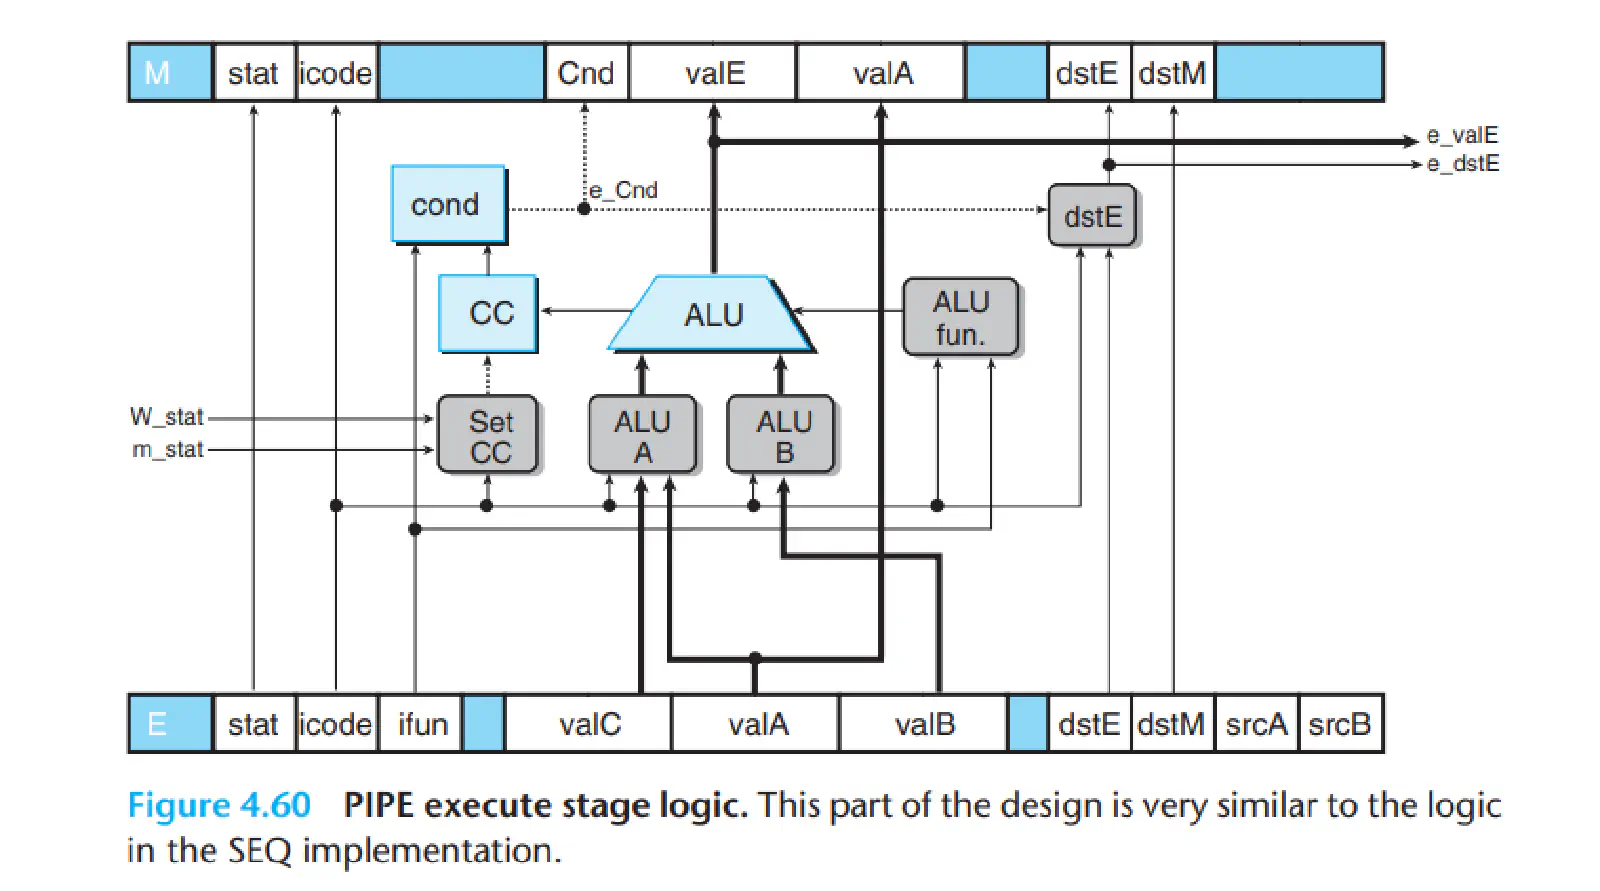 M stat icode Cnd valE valA dstE dstM
e_valE
e_dstE
e_Cnd
cond
dstE
CC
ALU
ALU
fun.
W_stat
m_stat
Set
CC
ALU
A
ALU
B
E stat icode ifun valC valA valB dstE dstM srcA srcB
Figure 4.60 PIPE execute stage logic. This part of the design is very similar to the logic
in the SEQ implementation.